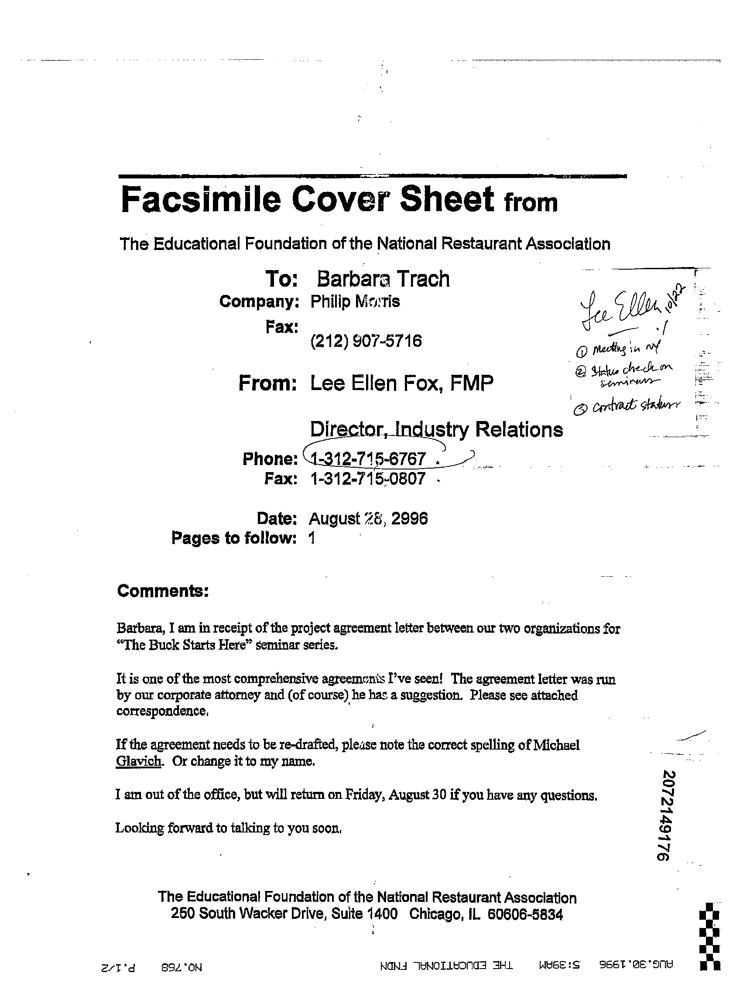 Facsimile Cover Sheet from
The Educational Foundation of the National Restaurant Association
To: Barbara Trach
Company: Philip Morris
Fax:
(212) 907-5716
From: Lee Ellen Fox, FMP
Director, Industry Relations
Phone: 1-312-715-6767
Fax: 1-312-715-0807
Date: August 28, 2996
Pages to follow: 1
Lee Ellen 10/22
① Meeting in
② Status check on
seminars
③ contract status
Comments:
Barbara, I am in receipt of the project agreement letter between our two organizations for
“The Buck Starts Here” seminar series.
It is one of the most comprehensive agreements I’ve seen! The agreement letter was run
by our corporate attorney and (of course) he has a suggestion. Please see attached
correspondence.
If the agreement needs to be re-drafted, please note the correct spelling of Michael
Glavich. Or change it to my name.
I am out of the office, but will return on Friday, August 30 if you have any questions.
Looking forward to talking to you soon.
2072149176
The Educational Foundation of the National Restaurant Association
250 South Wacker Drive, Suite 1400 Chicago, IL 60606-5834
AUG.30.1996 5:39AM THE EDUCATIONAL FNDN NO.768 P.1/2